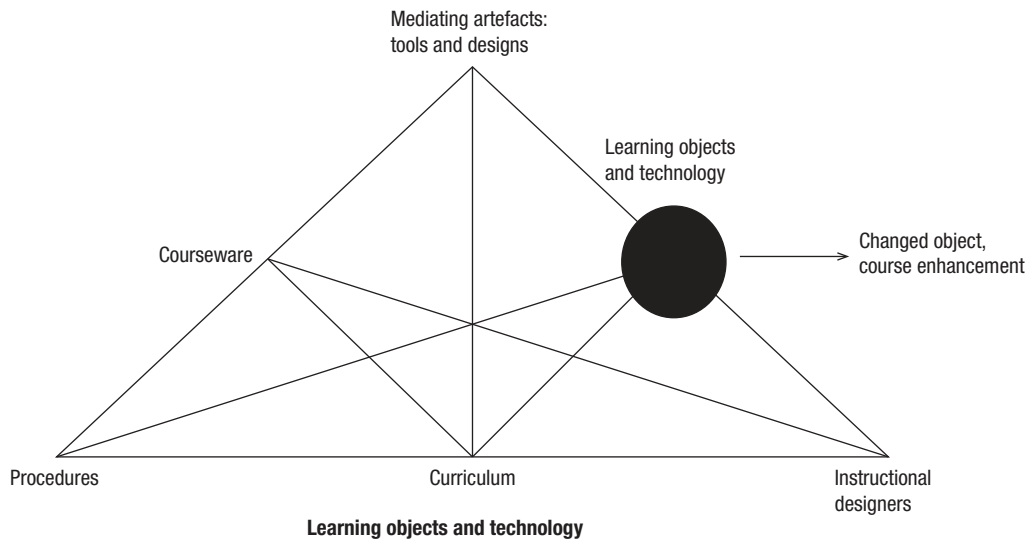 Mediating artefacts:
tools and designs
Learning objects
and technology
Courseware
Changed object,
course enhancement
Procedures
Curriculum
Instructional
designers
Learning objects and technology